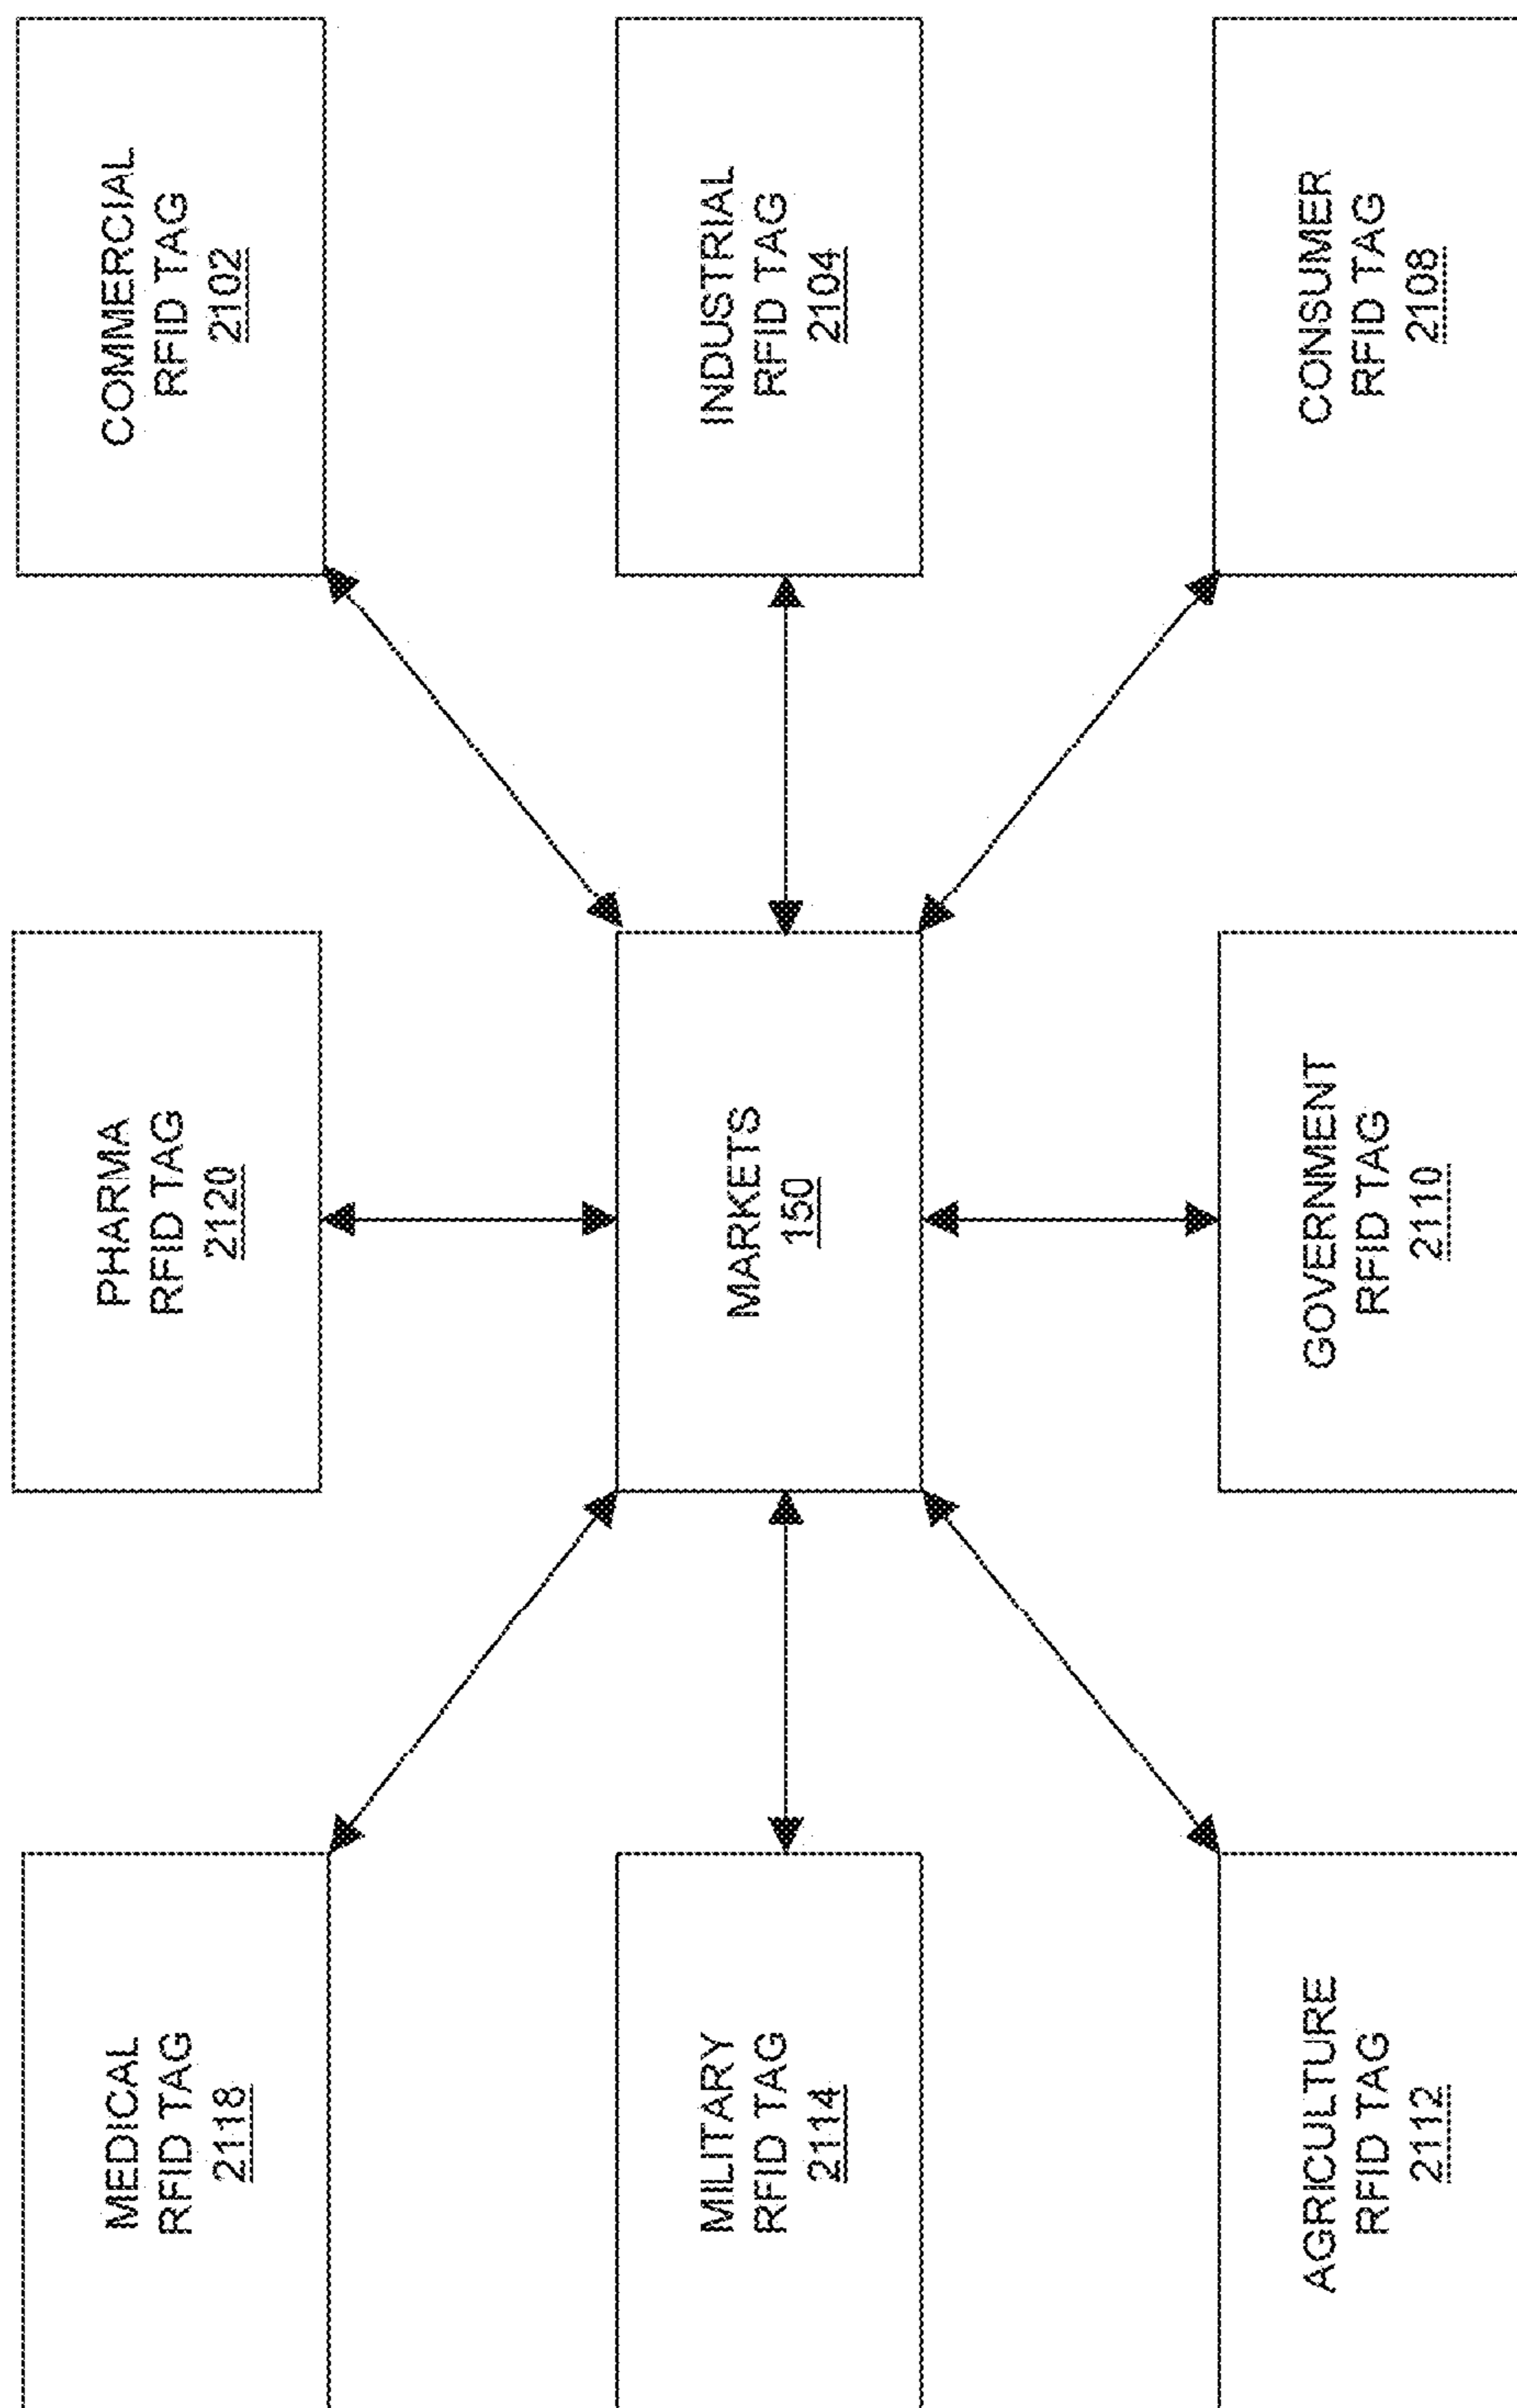 MEDICAL
RFID TAG
2118
PHARMA
RFID TAG
2120
COMMERCIAL
RFID TAG
2102
MILITARY
RFID TAG
2114
MARKETS
150
INDUSTRIAL
RFID TAG
2104
AGRICULTURE
RFID TAG
2112
GOVERNMENT
RFID TAG
2110
CONSUMER
RFID TAG
2108